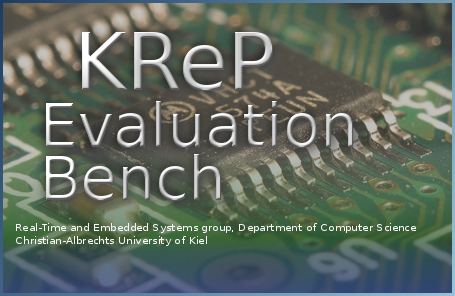 KReP
Evaluation
Bench
Real-Time and Embedded Systems group, Department of Computer Science
Christian-Albrechts University of Kiel